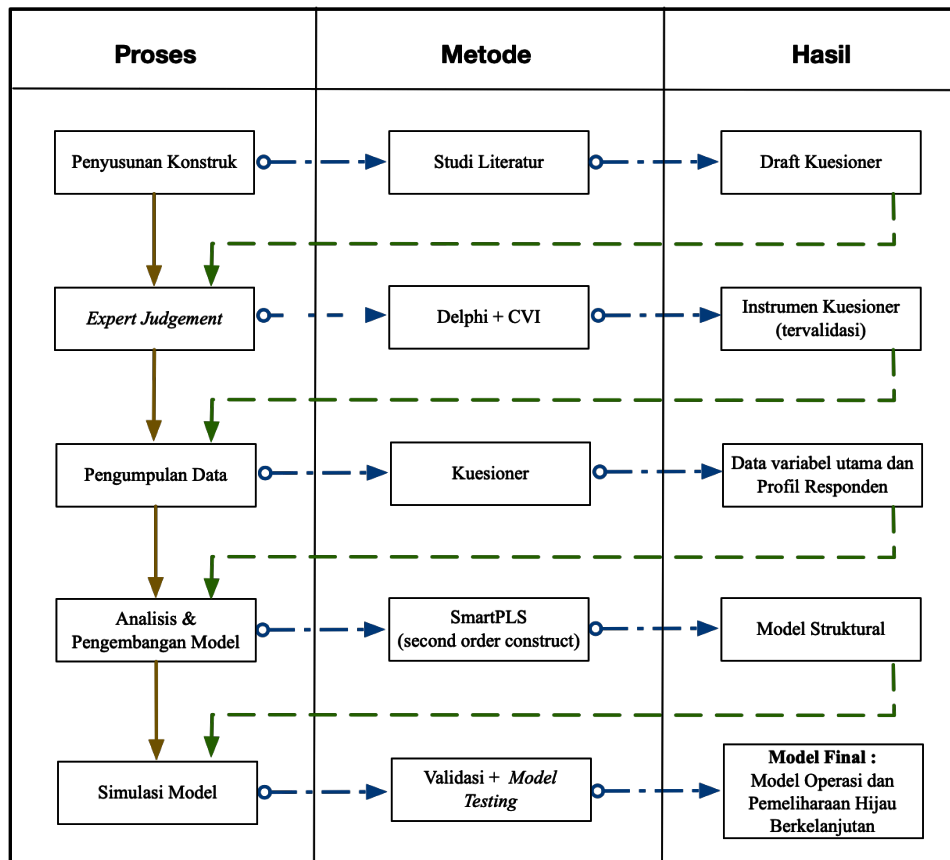 Proses
Metode
Hasil
Penyusunan Konstruk
Studi Literatur
Draft Kuesioner
Expert Judgement
Delphi + CVI
Instrumen Kuesioner
(tervalidasi)
Pengumpulan Data
Kuesioner
Data variabel utama dan
Profil Responden
Analisis &
Pengembangan Model
SmartPLS
(second order construct)
Model Struktural
Simulasi Model
Validasi + Model
Testing
Model Final :
Model Operasi dan
Pemeliharaan Hijau
Berkelanjutan